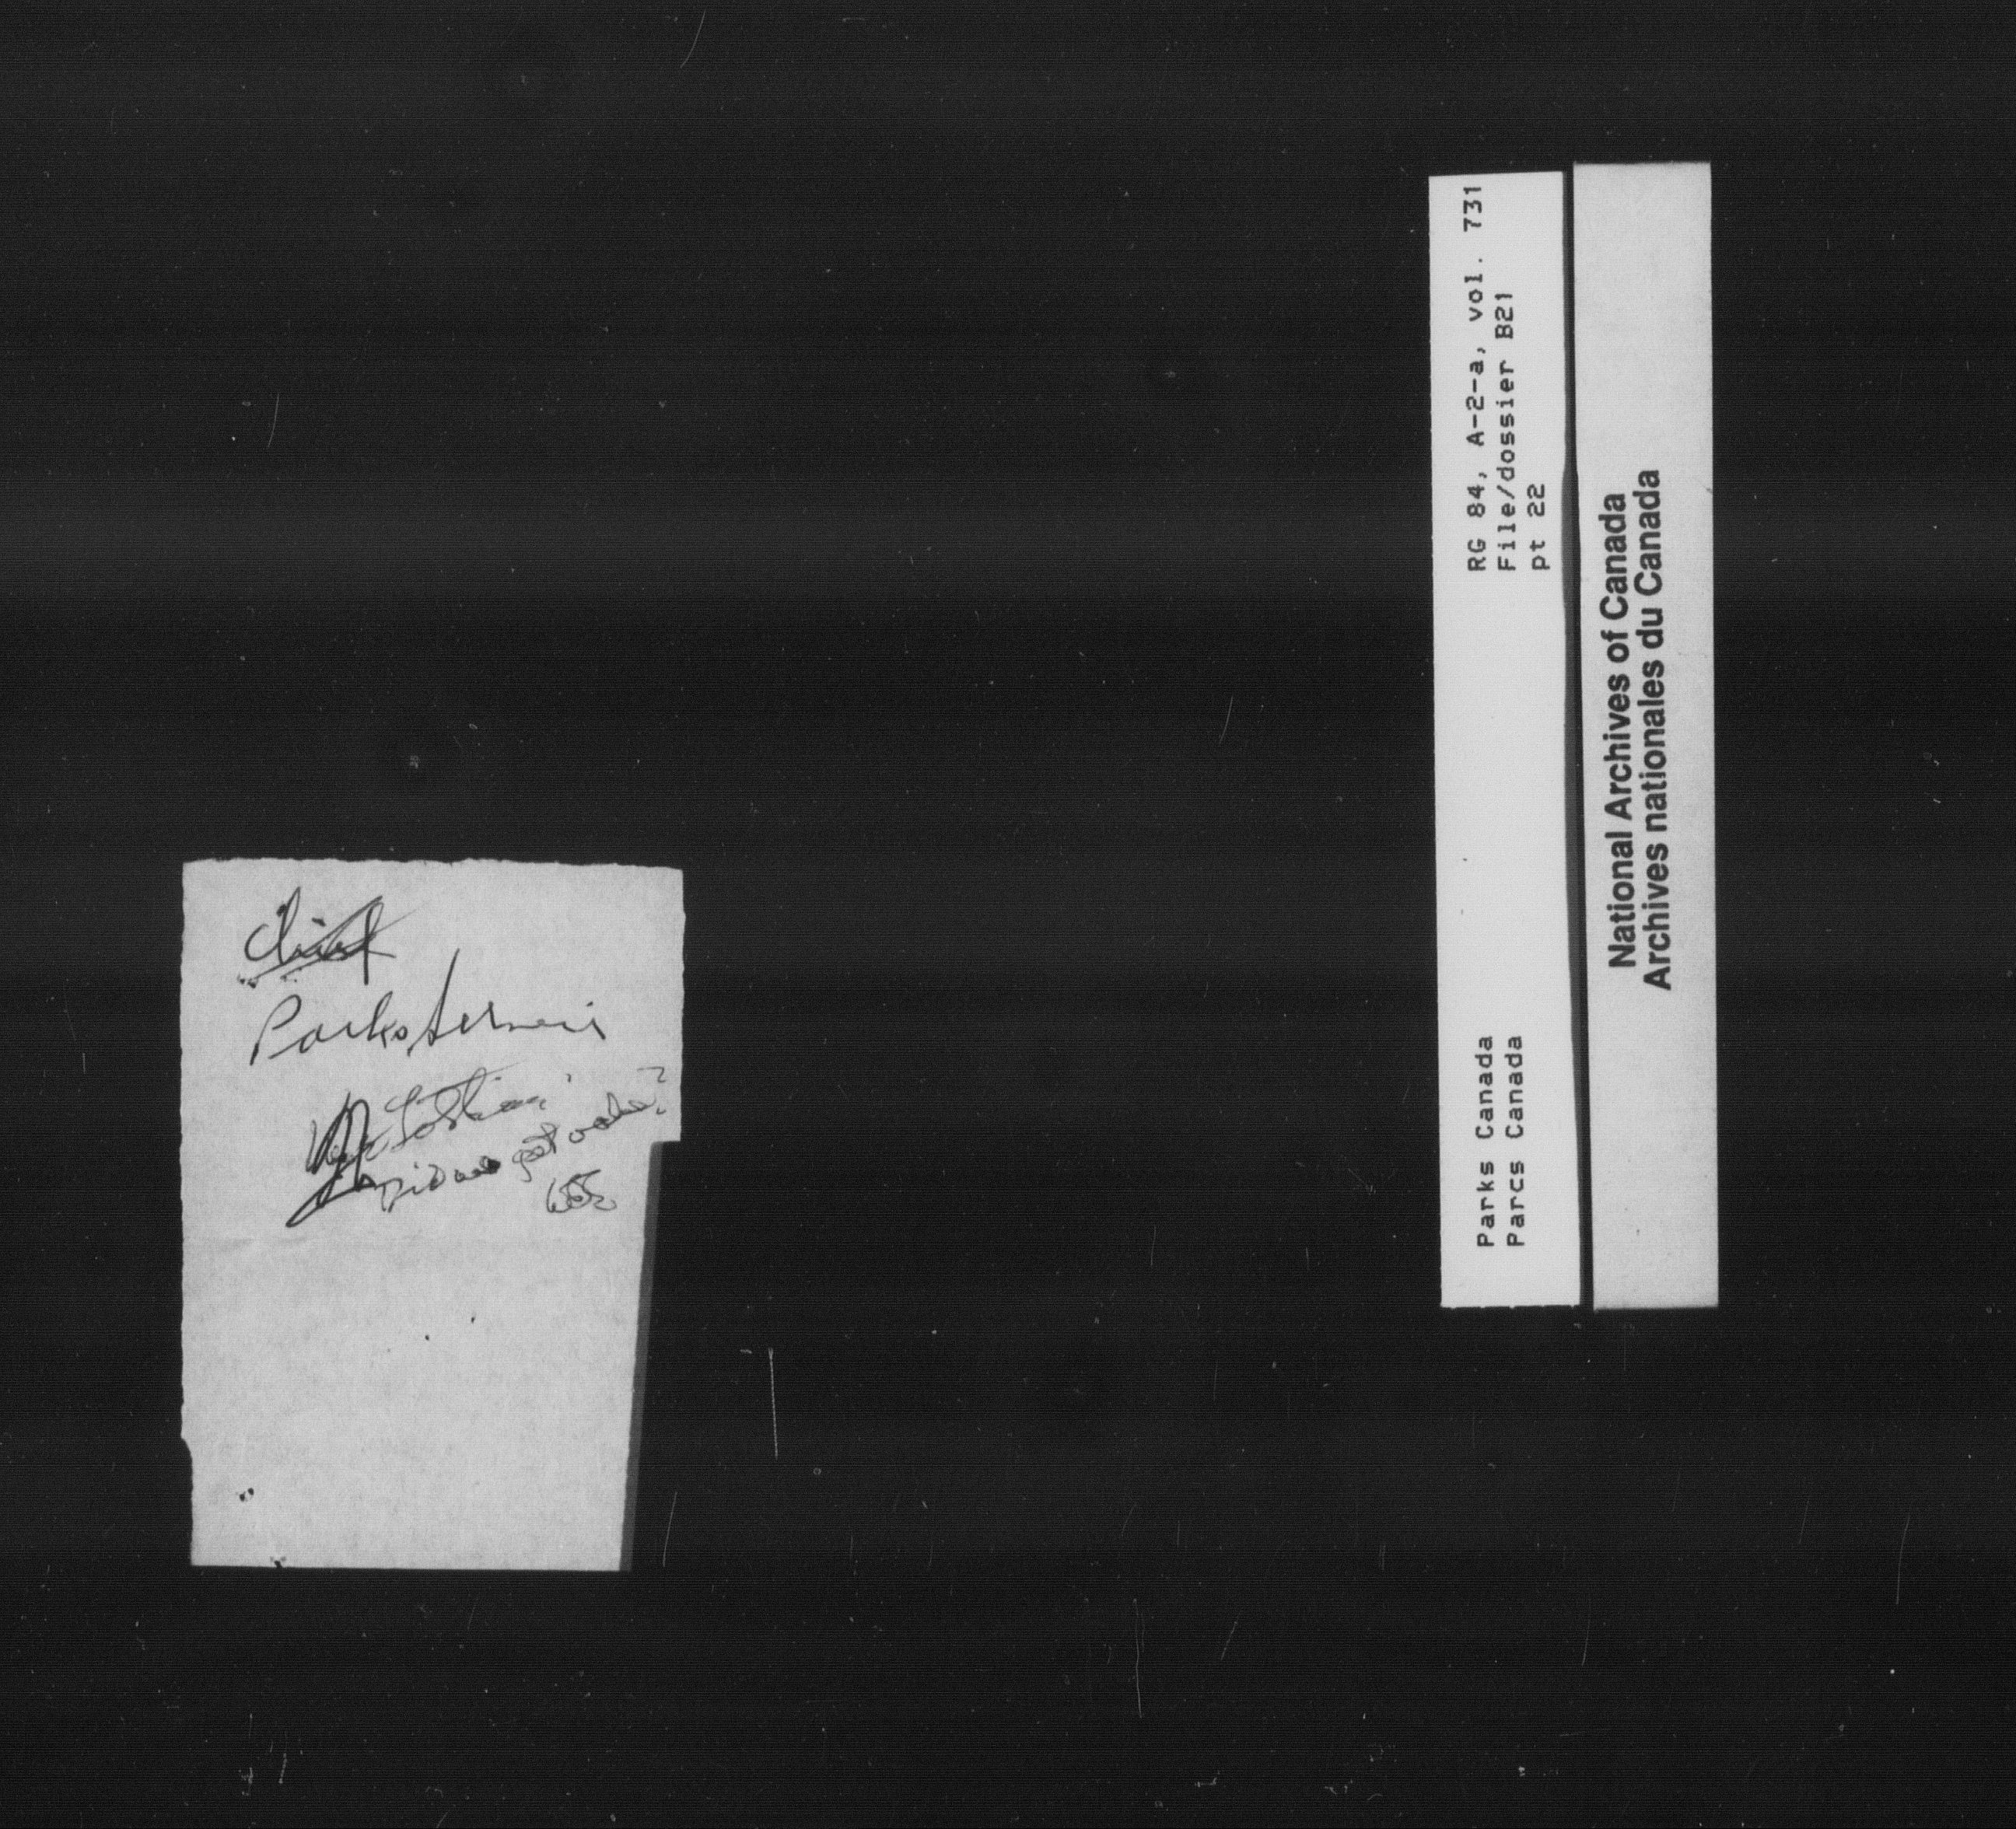 Chief
Parks Service
RG 84, A-2-a, vol. 731
File/dossier B21
pt 22
Parks Canada
Parcs Canada
National Archives of Canada
Archives nationales du Canada